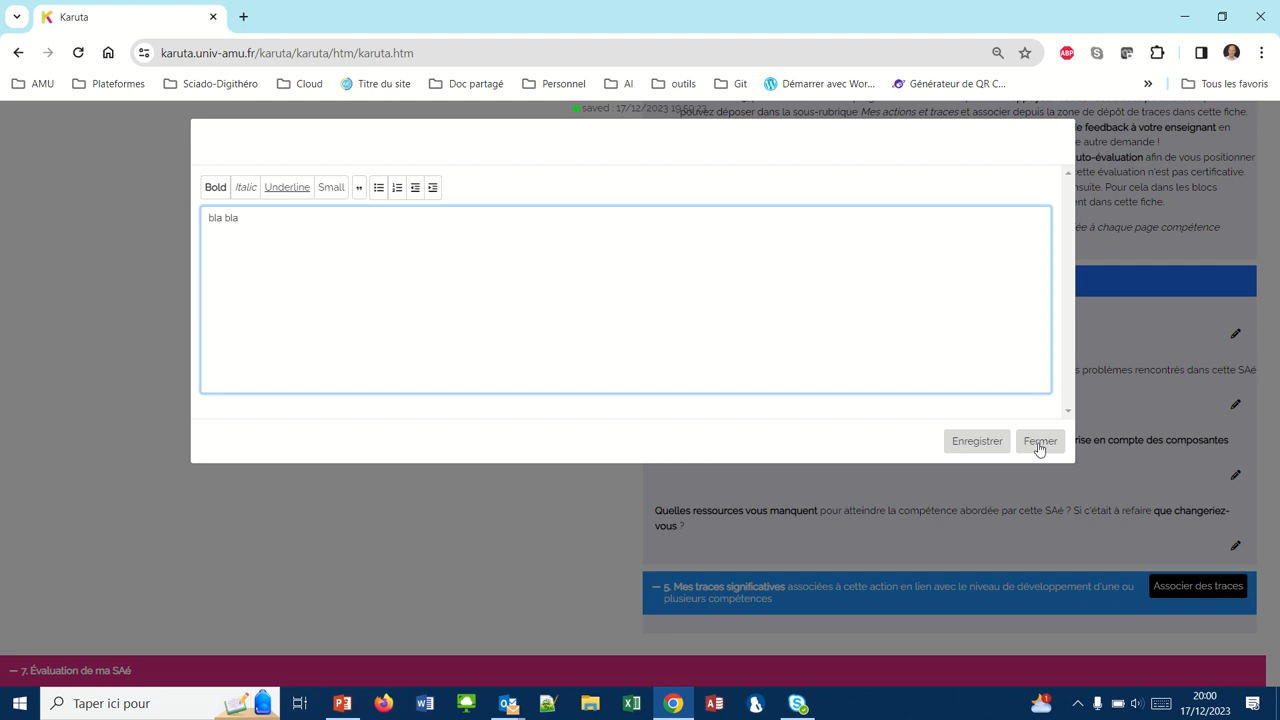 Karuta
karuta.univ-amu.fr/karuta/karuta/htm/karuta.htm
ABP
AMU
Plateformes
Sciado-Digithéro
Cloud
Titre du site
Doc partagé
Personnel
AI
outils
Git
Démarrer avec Wor...
Générateur de QR C...
»
Tous les favoris
saved : 17/12/2023 19:59:23
pouvez déposer dans la sous-rubrique Mes actions et traces et associer depuis la zone de dépôt de traces dans cette fiche.
e feedback à votre enseignant en
e autre demande !
uto-évaluation afin de vous positionner
ette évaluation n'est pas certificative.
nsuite. Pour cela dans les blocs
ent dans cette fiche.
ée à chaque page compétence
Bold Italic Underline Small
bla bla
Enregistrer Fermer
s problèmes rencontrés dans cette SAé
rise en compte des composantes
Quelles ressources vous manquent pour atteindre la compétence abordée par cette SAé ? Si c'était à refaire que changeriez-
vous ?
5. Mes traces significatives associées à cette action en lien avec le niveau de développement d'une ou
plusieurs compétences
Associer des traces
7. Évaluation de ma SAé
Taper ici pour
20:00
17/12/2023